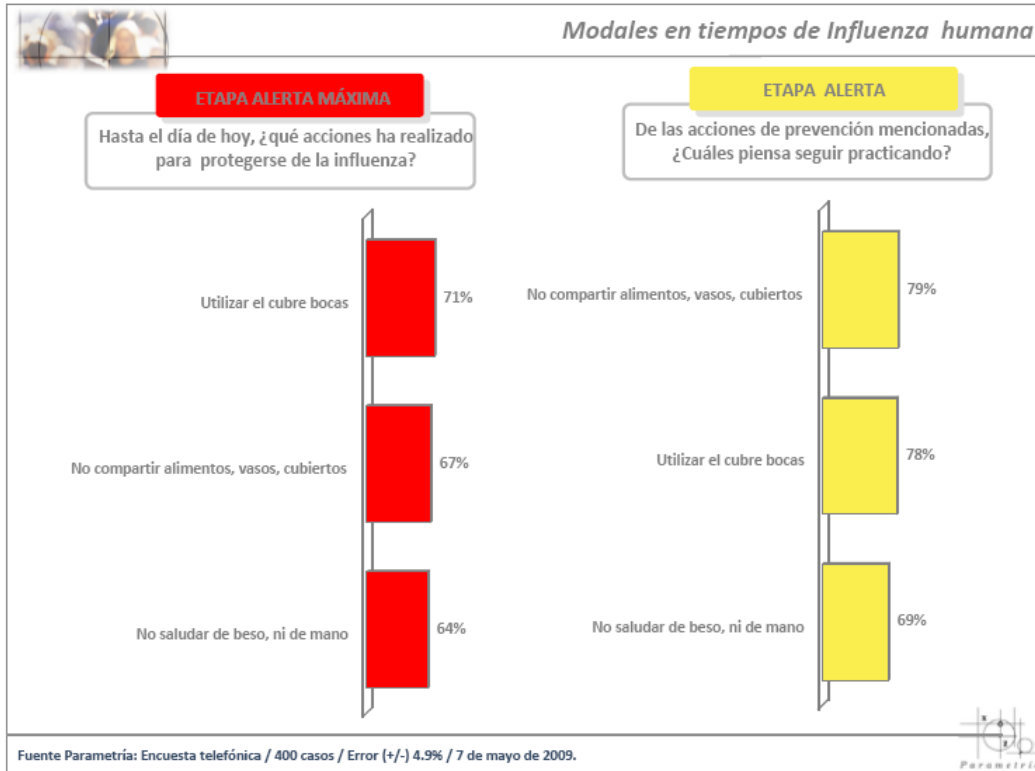 Modales en tiempos de Influenza humana
ETAPA ALERTA MÁXIMA
Hasta el día de hoy, ¿qué acciones ha realizado
para protegerse de la influenza?
Utilizar el cubre bocas
71%
No compartir alimentos, vasos, cubiertos
67%
No saludar de beso, ni de mano
64%
ETAPA ALERTA
De las acciones de prevención mencionadas,
¿Cuáles piensa seguir practicando?
No compartir alimentos, vasos, cubiertos
79%
Utilizar el cubre bocas
78%
No saludar de beso, ni de mano
69%
Fuente Parametría: Encuesta telefónica / 400 casos / Error (+/-) 4.9% / 7 de mayo de 2009.
Parametría